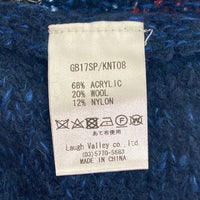 GB17SP/KNT08
68% ACRYLIC
20% WOOL
12% NYLON
あて布使用
Laugh Valley co., ltd
(03)5770-5663
MADE IN CHINA